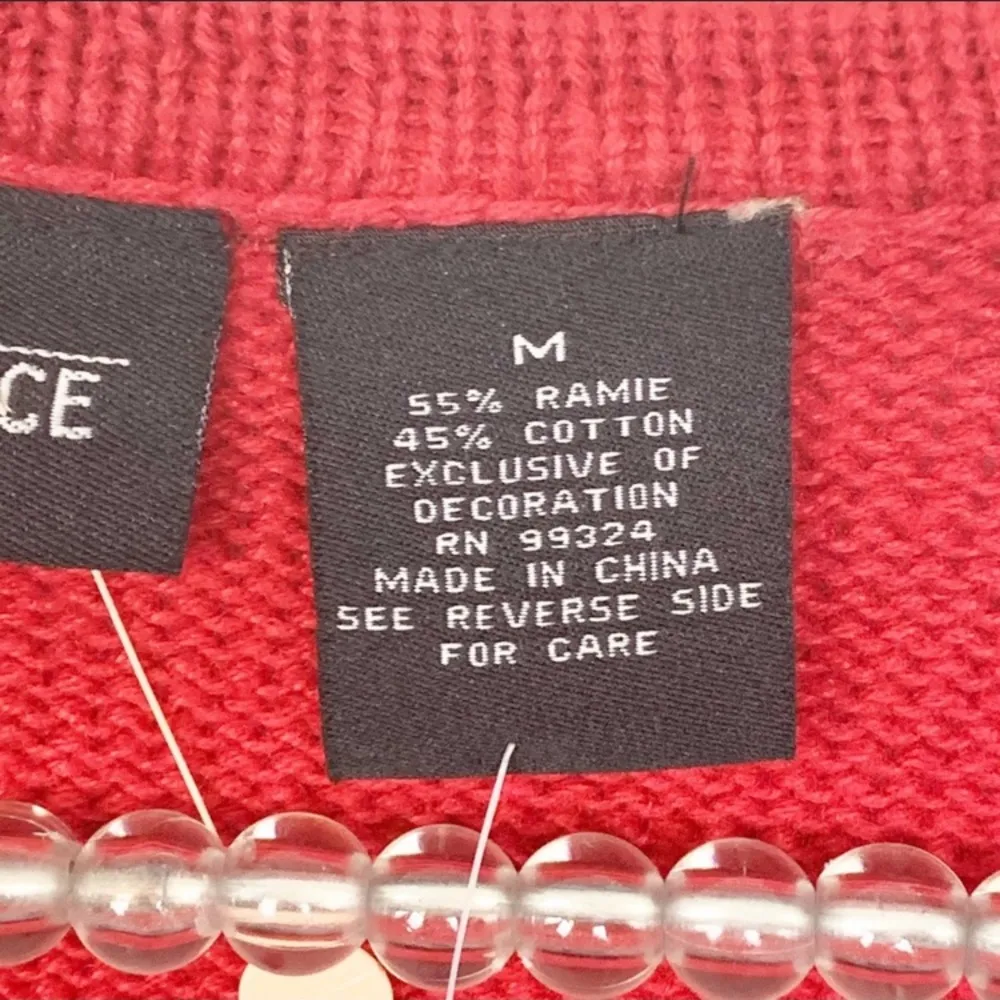 CE
M
55% RAMIE
45% COTTON
EXCLUSIVE OF
DECORATION
RN 99324
MADE IN CHINA
SEE REVERSE SIDE
FOR CARE